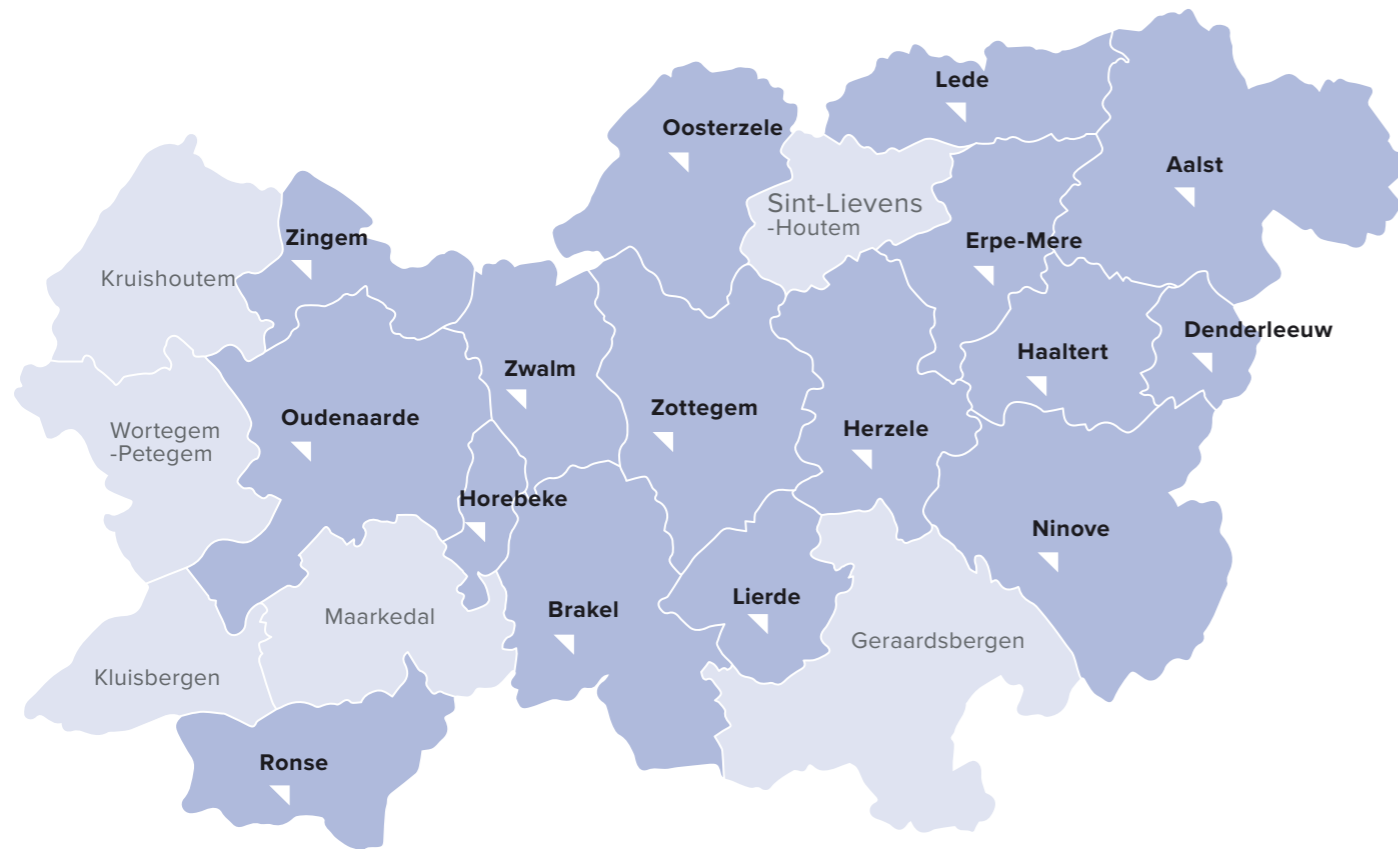 Lede
Oosterzele
Aalst
Sint-Lievens
-Houtem
Zingem
Erpe-Mere
Kruishoutem
Denderleeuw
Haaltert
Zwalm
Zottegem
Oudenaarde
Herzele
Wortegem
-Petegem
Horebeke
Ninove
Lierde
Brakel
Maarkedal
Geraardsbergen
Kluisbergen
Ronse